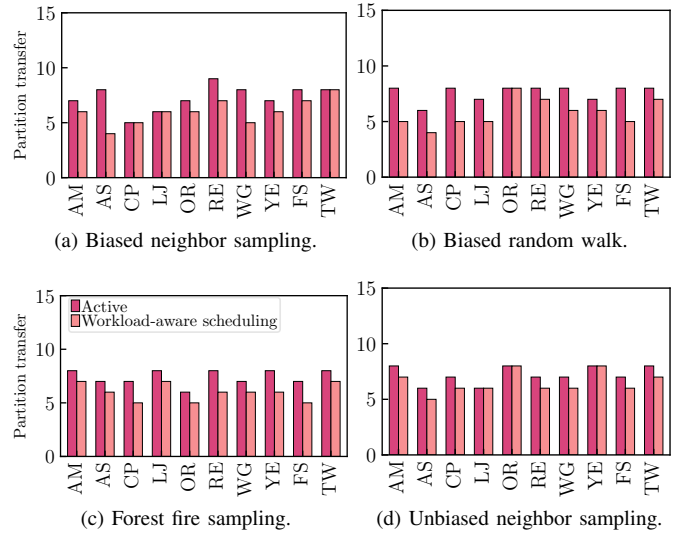 15
10
5
0
Partition transfer
AM
AS
CP
LJ
OR
RE
WG
YE
FS
TW
(a) Biased neighbor sampling.
15
10
5
0
AM
AS
CP
LJ
OR
RE
WG
YE
FS
TW
(b) Biased random walk.
15
10
5
0
Partition transfer
Active
Workload-aware scheduling
AM
AS
CP
LJ
OR
RE
WG
YE
FS
TW
(c) Forest fire sampling.
15
10
5
0
AM
AS
CP
LJ
OR
RE
WG
YE
FS
TW
(d) Unbiased neighbor sampling.